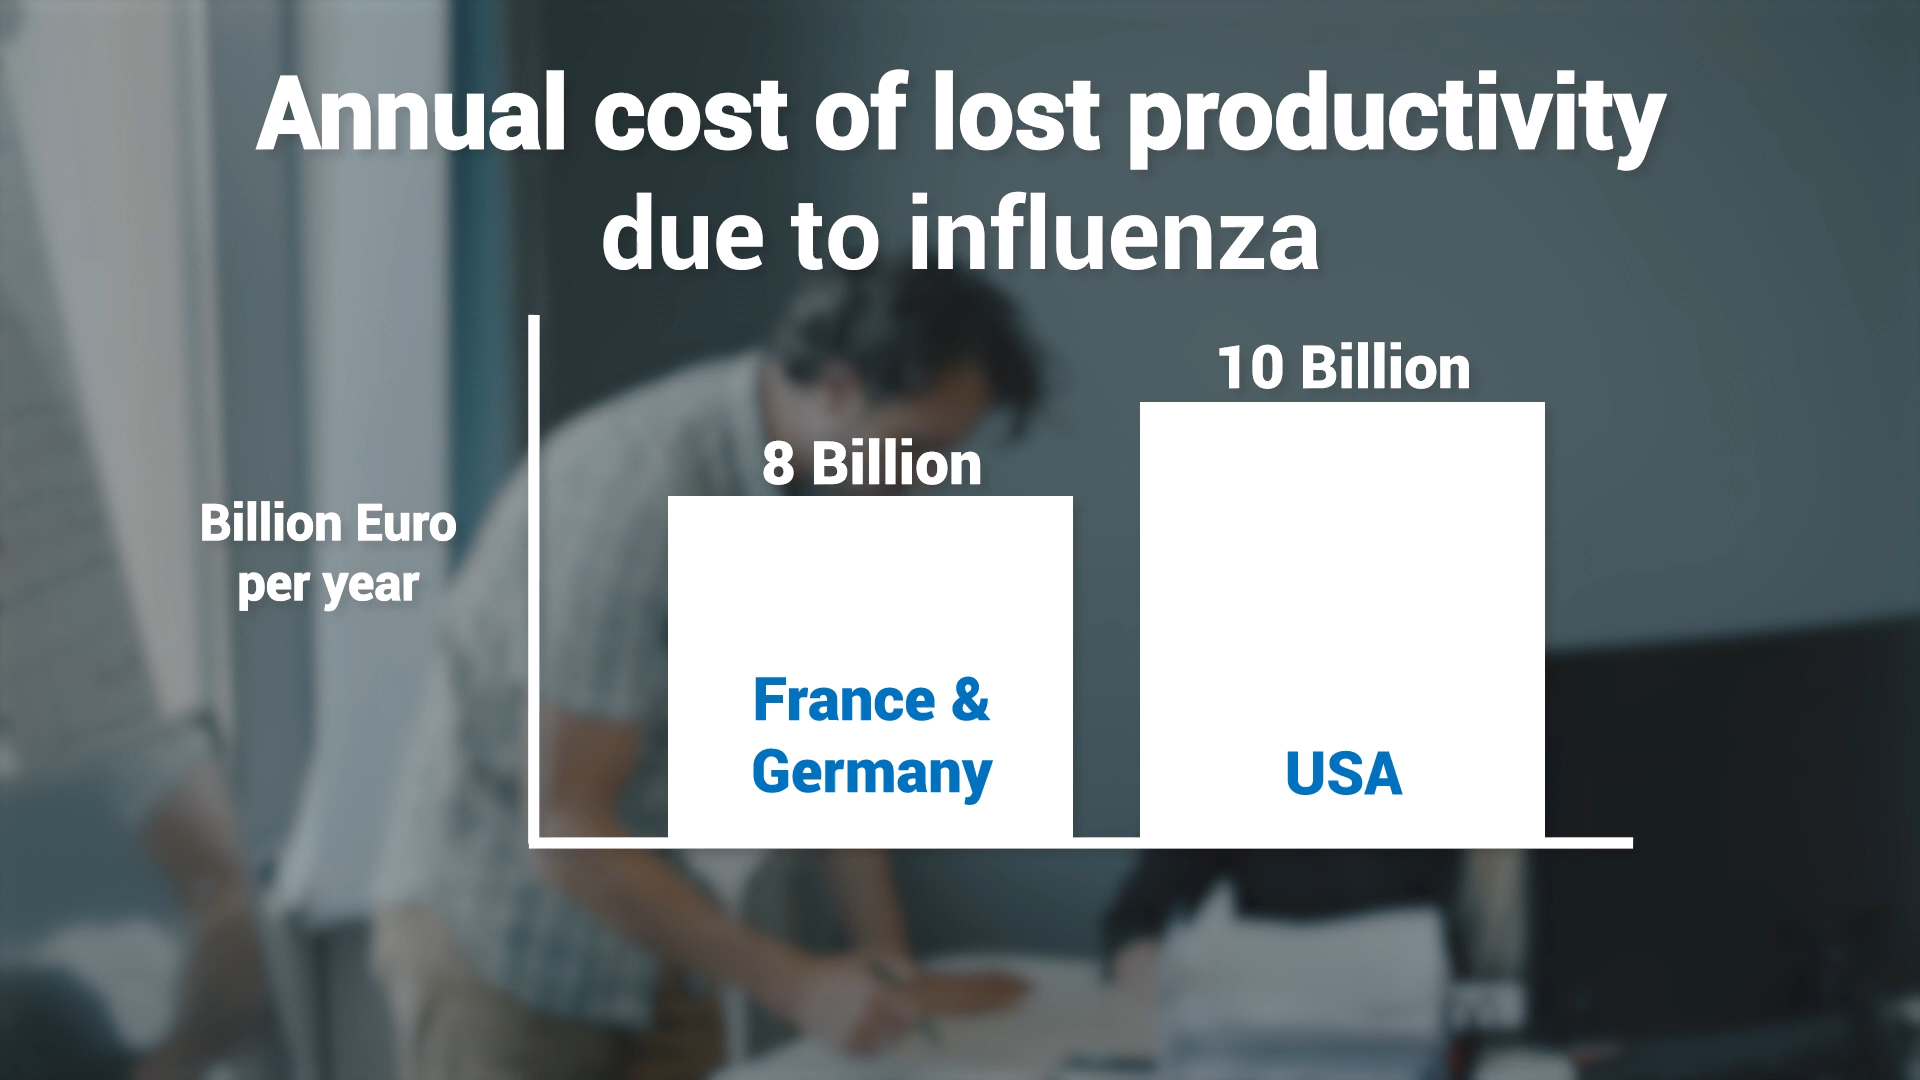 Annual cost of lost productivity
due to influenza
10 Billion
8 Billion
Billion Euro
per year
France &
Germany
USA